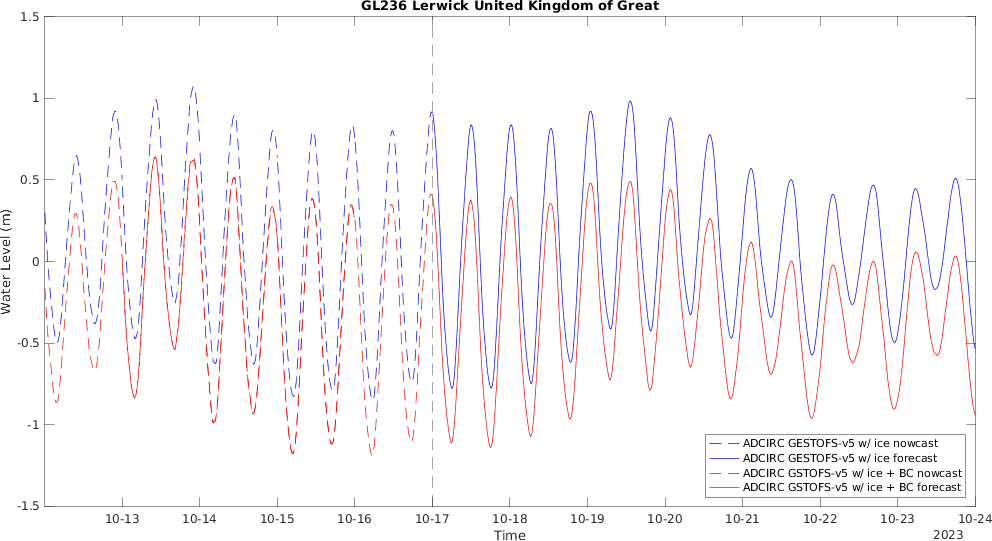 GL236 Lerwick United Kingdom of Great
1.5
1
0.5
0
-0.5
-1
-1.5
Water Level (m)
ADCIRC GESTOFS-v5 w/ ice nowcast
ADCIRC GESTOFS-v5 w/ ice forecast
ADCIRC GSTOFS-v5 w/ ice + BC nowcast
ADCIRC GSTOFS-v5 w/ ice + BC forecast
10-13 10-14 10-15 10-16 10-17 10-18 10-19 10-20 10-21 10-22 10-23 10-24
Time
2023